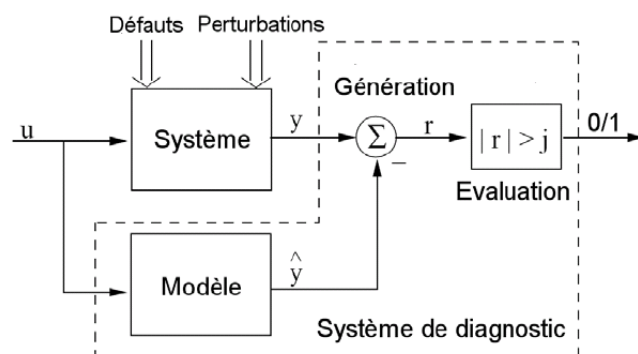 Défauts
Perturbations
u
Système
y
Génération
Σ
−
r
| r | > j
0/1
Evaluation
Modèle
ŷ
Système de diagnostic